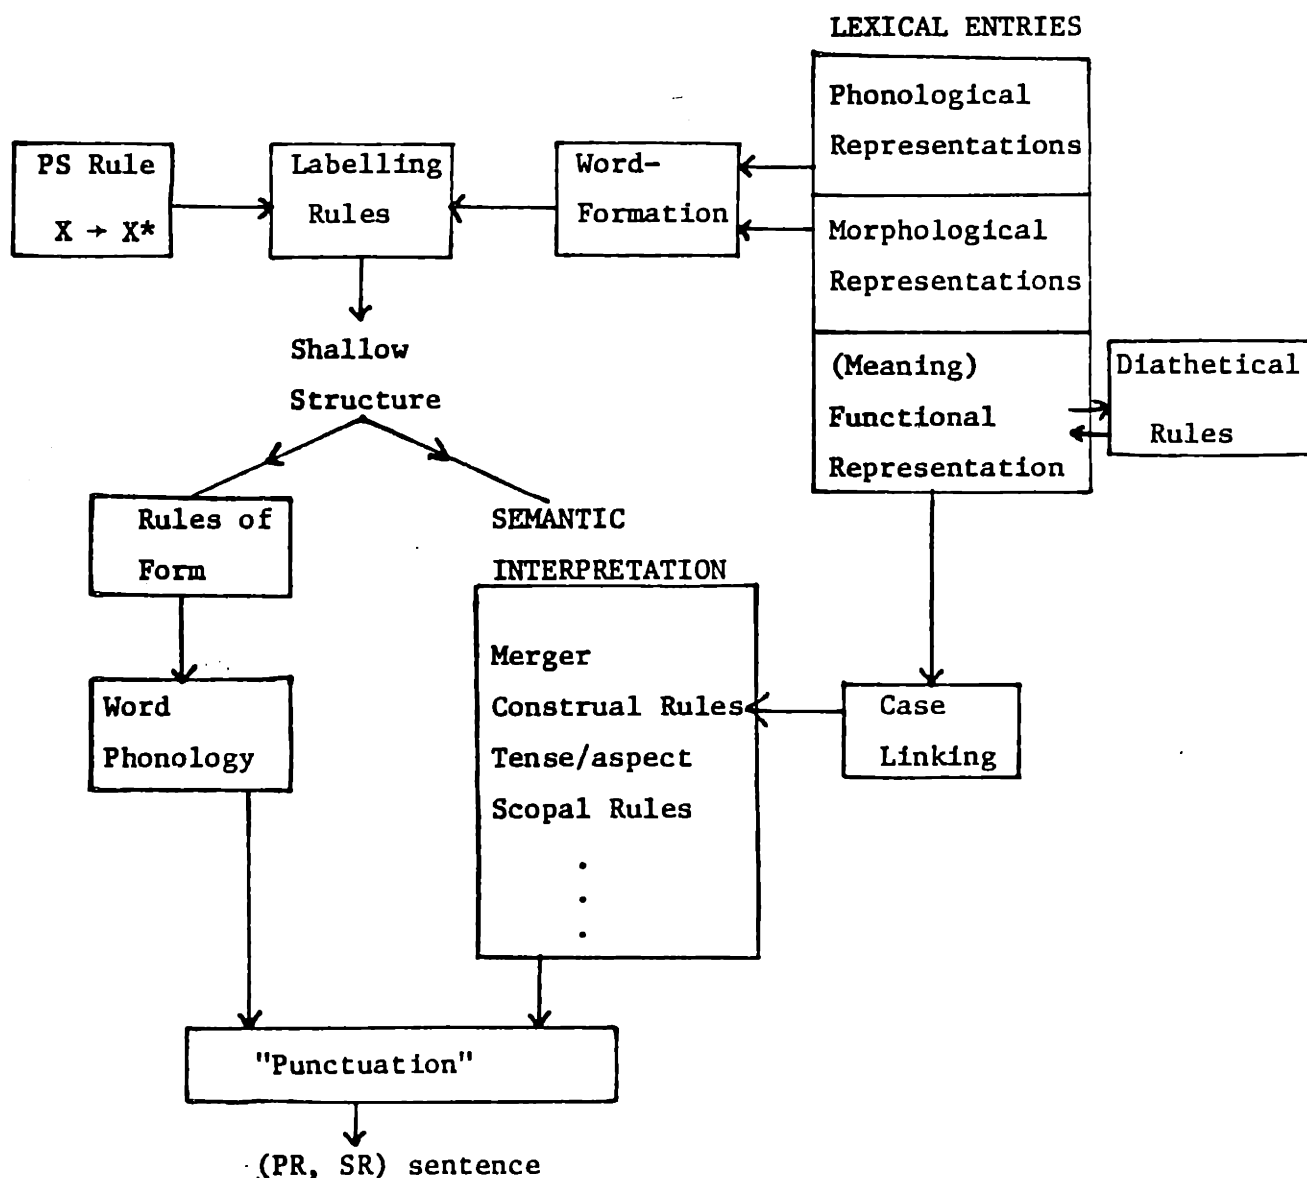 LEXICAL ENTRIES
Phonological
Representations
Morphological
Representations
(Meaning)
Functional
Representation
Diathetical
Rules
Word-
Formation
Labelling
Rules
PS Rule
X → X*
Shallow
Structure
Rules of
Form
Word
Phonology
SEMANTIC
INTERPRETATION
Merger
Construal Rules
Tense/aspect
Scopal Rules
.
.
.
Case
Linking
"Punctuation"
(PR, SR) sentence